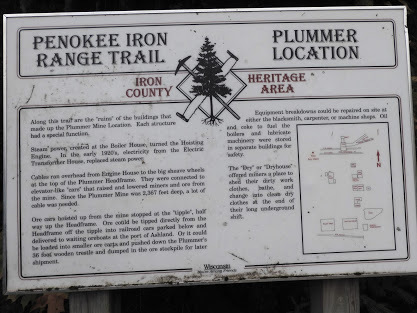 PENOKEE IRON
RANGE TRAIL
PLUMMER
LOCATION
IRON
COUNTY
HERITAGE
AREA
Along this trail are the "ruins" of the buildings that
made up the Plummer Mine Location. Each structure
had a special function.
Steam power, created at the Boiler House, turned the Hoisting
Engine. In the early 1920's, electricity from the Electric
Transformer House, replaced steam power.
Cables ran overhead from Engine House to the big sheave wheels
at the top of the Plummer Headframe. They were connected to
elevator-like "cars" that raised and lowered miners and ore from
the mine. Since the Plummer Mine was 2,367 feet deep, a lot of
cable was needed.
Ore cars hoisted up from the mine stopped at the "tipple", half
way up the Headframe. Ore could be tipped directly from the
Headframe off the tipple into railroad cars parked below and
delivered to waiting oreboats at the port of Ashland. Or it could
be loaded into smaller ore cars and pushed down the Plummer's
56 foot wooden trestle and dumped in the ore stockpile for later
shipment.
Equipment breakdowns could be repaired on site at
either the blacksmith, carpenter, or machine shops. Oil
and coke to fuel the
boilers and lubricate
machinery were stored
in separate buildings for
safety.
The "Dry" or "Dryhouse"
offered miners a place to
shed their dirty work
clothes, bathe, and
change into clean dry
clothes at the end of
their long underground
shift.
Wisconsin